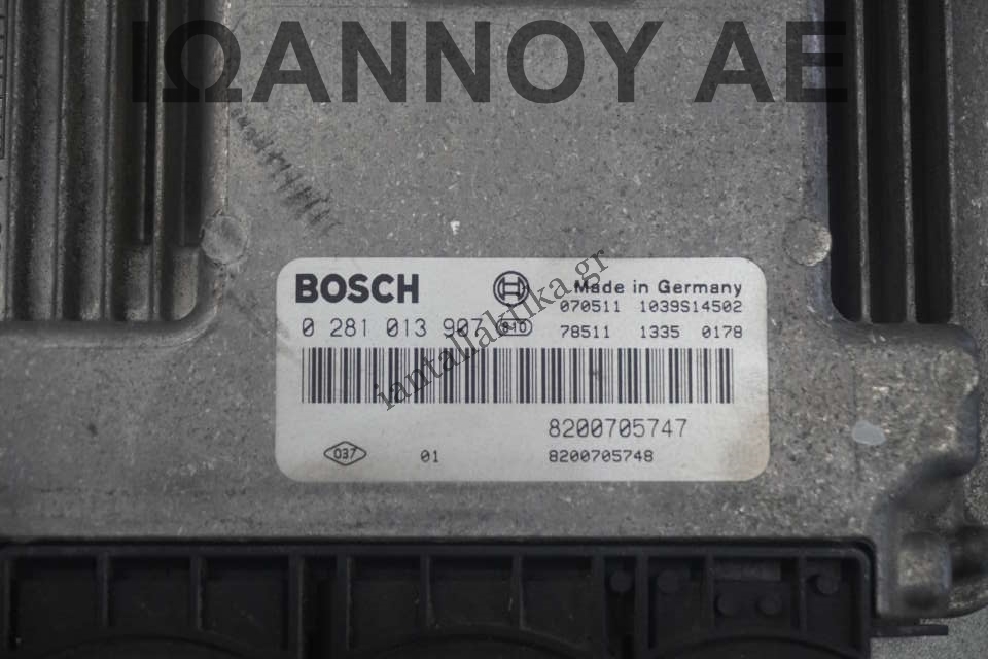 ΙΩΑΝΝΟΥ ΑΕ
BOSCH Made in Germany
070511 1039S14502
0 281 013 907 78511 1335 0178
iantallaktika.gr
8200705747
037 01 8200705748